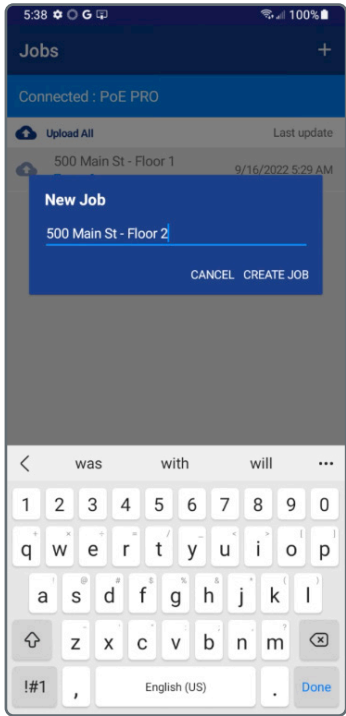 5:38 G 100%
Jobs +
Connected : PoE PRO
Upload All Last update
500 Main St - Floor 1
9/16/2022 5:29 AM
New Job
500 Main St - Floor 2
CANCEL CREATE JOB
was with will ...
1 2 3 4 5 6 7 8 9 0
q w e r t y u i o p
a s d f g h j k l
z x c v b n m
!#1 , English (US) . Done